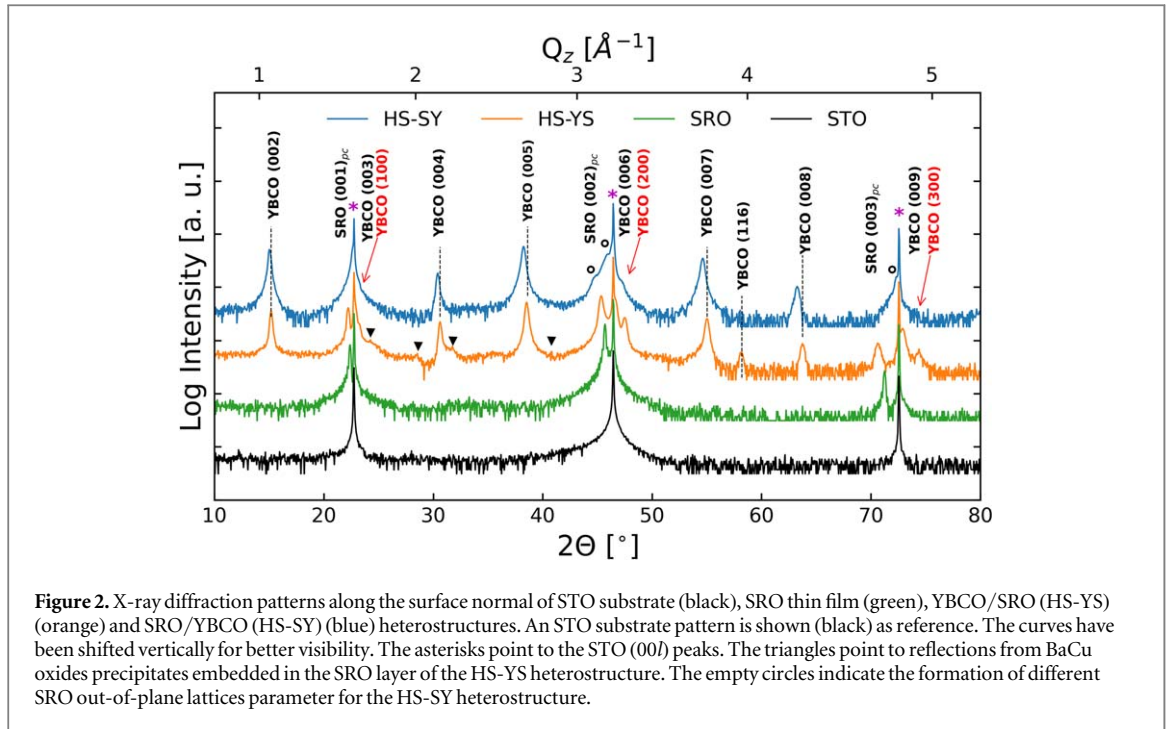 Q_z [Å⁻¹]
1 2 3 4 5
HS-SY HS-YS SRO STO
YBCO (002)
SRO (001)pc
YBCO (003)
YBCO (100)
YBCO (004)
YBCO (005)
SRO (002)pc
YBCO (006)
YBCO (200)
YBCO (007)
YBCO (116)
YBCO (008)
SRO (003)pc
YBCO (009)
YBCO (300)
Log Intensity [a. u.]
10 20 30 40 50 60 70 80
2Θ [°]
Figure 2. X-ray diffraction patterns along the surface normal of STO substrate (black), SRO thin film (green), YBCO/SRO (HS-YS)
(orange) and SRO/YBCO (HS-SY) (blue) heterostructures. An STO substrate pattern is shown (black) as reference. The curves have
been shifted vertically for better visibility. The asterisks point to the STO (00l) peaks. The triangles point to reflections from BaCu
oxides precipitates embedded in the SRO layer of the HS-YS heterostructure. The empty circles indicate the formation of different
SRO out-of-plane lattices parameter for the HS-SY heterostructure.